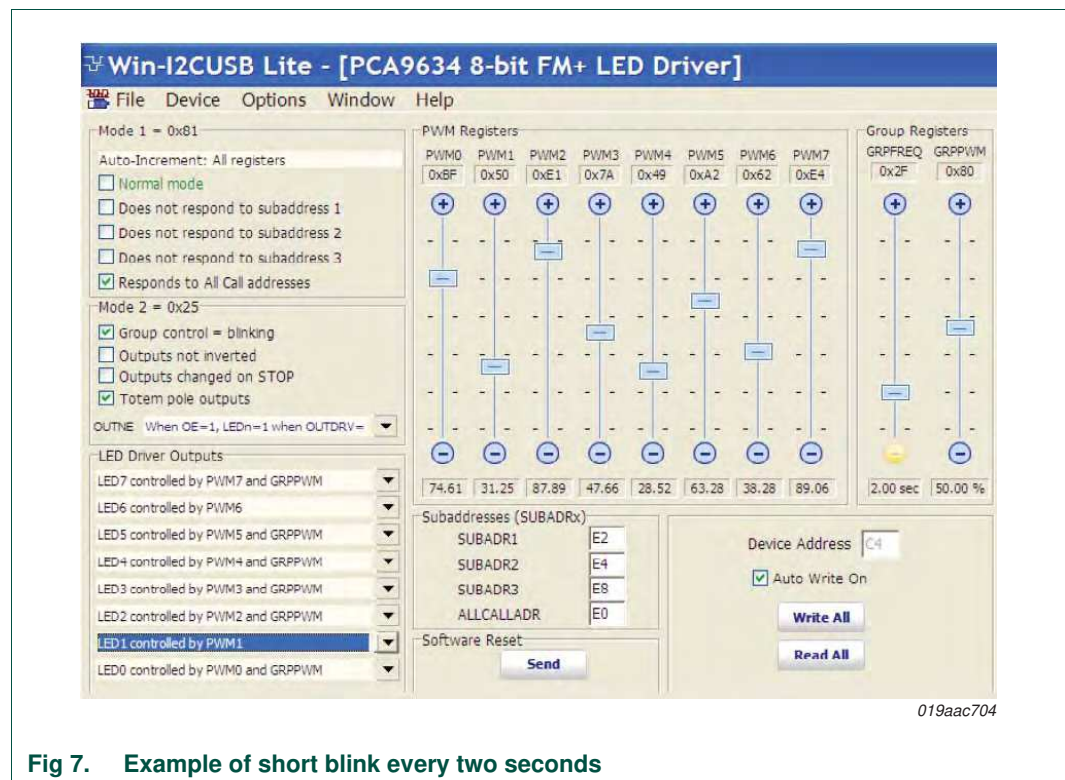 Win-I2CUSB Lite - [PCA9634 8-bit FM+ LED Driver]
File Device Options Window Help
Mode 1 = 0x81
Auto-Increment: All registers
Normal mode
Does not respond to subaddress 1
Does not respond to subaddress 2
Does not respond to subaddress 3
Responds to All Call addresses
Mode 2 = 0x25
Group control = blinking
Outputs not inverted
Outputs changed on STOP
Totem pole outputs
OUTNE When OE=1, LEDn=1 when OUTDRV=
LED Driver Outputs
LED7 controlled by PWM7 and GRPPWM
LED6 controlled by PWM6
LED5 controlled by PWM5 and GRPPWM
LED4 controlled by PWM4 and GRPPWM
LED3 controlled by PWM3 and GRPPWM
LED2 controlled by PWM2 and GRPPWM
LED1 controlled by PWM1
LED0 controlled by PWM0 and GRPPWM
PWM Registers
PWM0 PWM1 PWM2 PWM3 PWM4 PWM5 PWM6 PWM7
0xBF 0x50 0xE1 0x7A 0x49 0xA2 0x62 0xE4
74.61 31.25 87.89 47.66 28.52 63.28 38.28 89.06
Group Registers
GRPFREQ GRPPWM
0x2F 0x80
2.00 sec 50.00 %
Subaddresses (SUBADRx)
SUBADR1 E2
SUBADR2 E4
SUBADR3 E8
ALLCALLADR E0
Software Reset
Send
Device Address C4
Auto Write On
Write All
Read All
019aac704
Fig 7. Example of short blink every two seconds